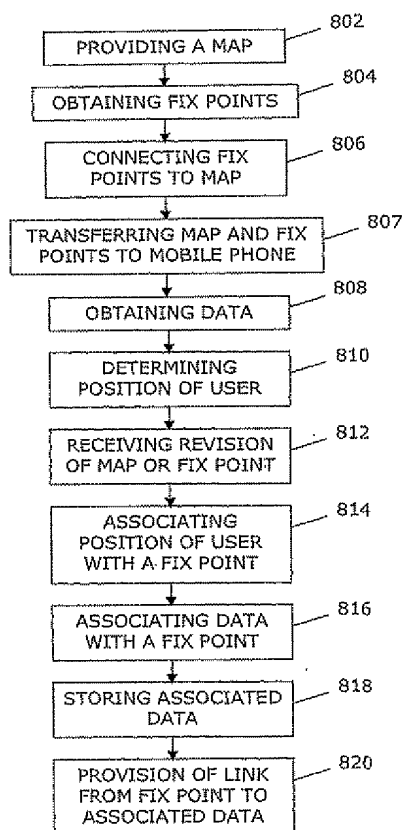 802
PROVIDING A MAP
804
OBTAINING FIX POINTS
806
CONNECTING FIX
POINTS TO MAP
807
TRANSFERRING MAP AND FIX
POINTS TO MOBILE PHONE
808
OBTAINING DATA
810
DETERMINING
POSITION OF USER
812
RECEIVING REVISION
OF MAP OR FIX POINT
814
ASSOCIATING
POSITION OF USER
WITH A FIX POINT
816
ASSOCIATING DATA
WITH A FIX POINT
818
STORING ASSOCIATED
DATA
820
PROVISION OF LINK
FROM FIX POINT TO
ASSOCIATED DATA